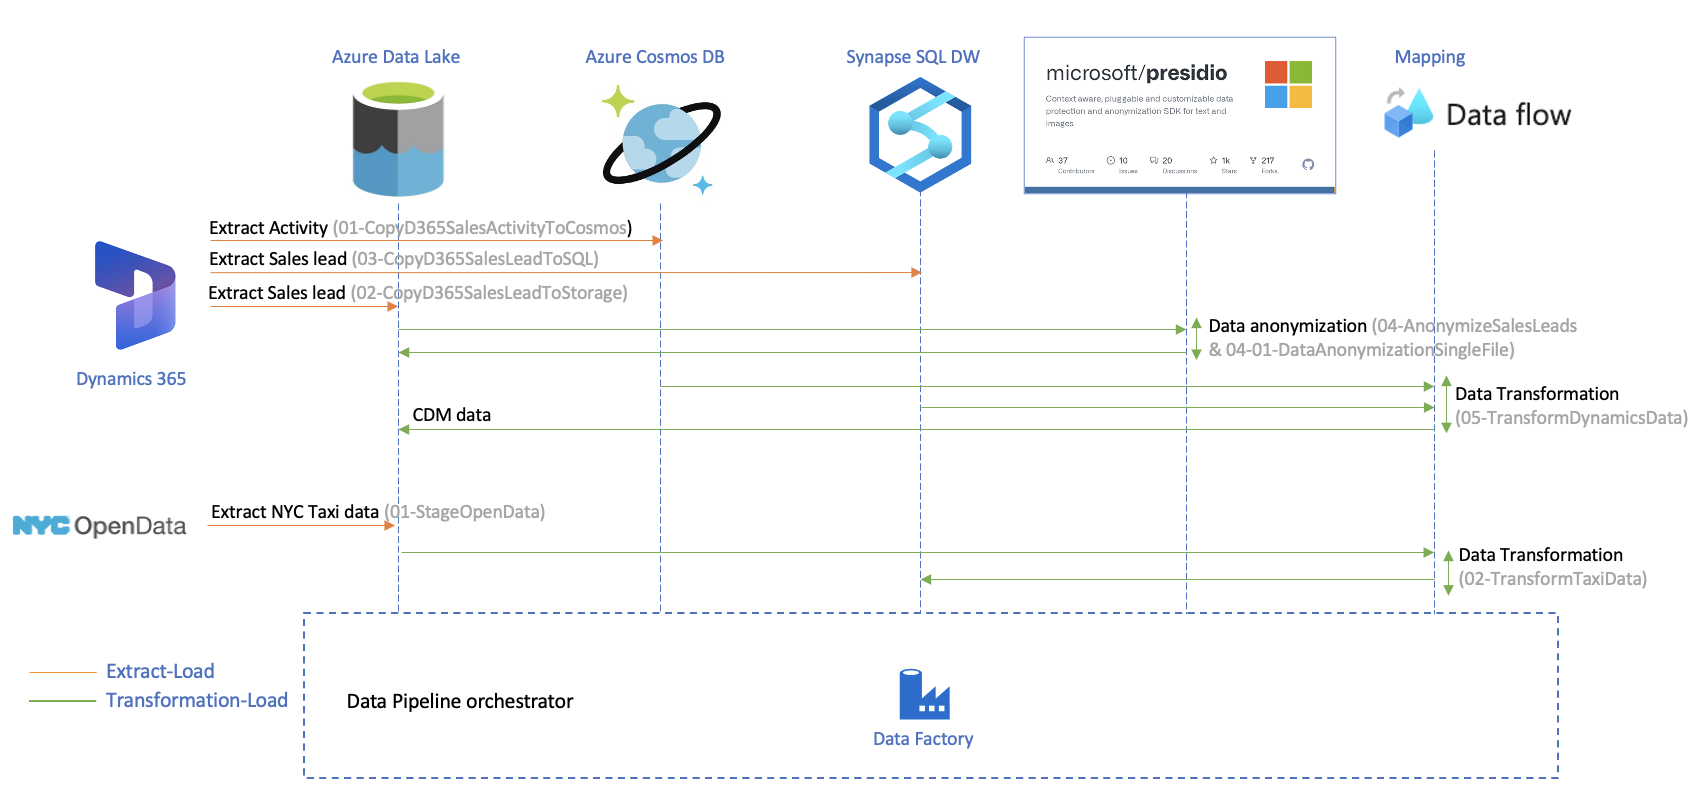 Azure Data Lake
Azure Cosmos DB
Synapse SQL DW
Mapping
microsoft/presidio
Context aware, pluggable and customizable data
protection and anonymization SDK for text and
images
37
Contributors
10
Issues
20
Discussions
1k
Stars
217
Forks
Data flow
Extract Activity (01-CopyD365SalesActivityToCosmos)
Extract Sales lead (03-CopyD365SalesLeadToSQL)
Extract Sales lead (02-CopyD365SalesLeadToStorage)
Dynamics 365
Data anonymization (04-AnonymizeSalesLeads
& 04-01-DataAnonymizationSingleFile)
Data Transformation
(05-TransformDynamicsData)
CDM data
NYC OpenData
Extract NYC Taxi data (01-StageOpenData)
Data Transformation
(02-TransformTaxiData)
Extract-Load
Transformation-Load
Data Pipeline orchestrator
Data Factory